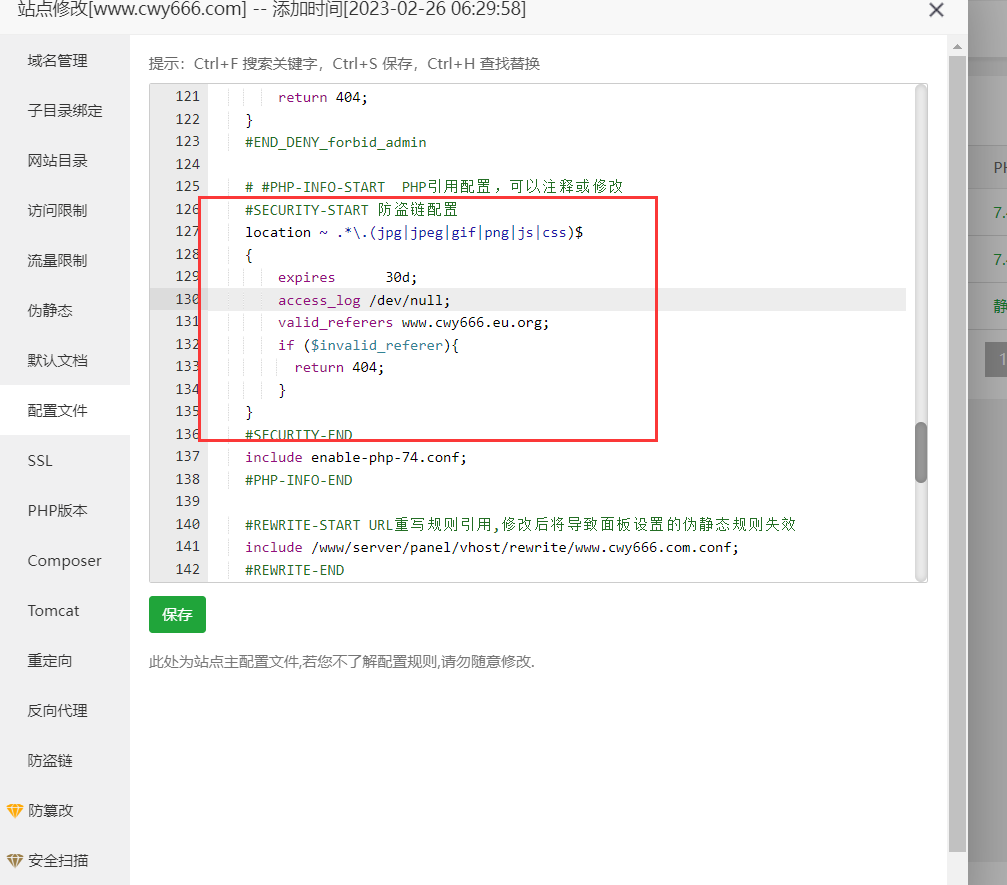 站点修改[www.cwy666.com] -- 添加时间[2023-02-26 06:29:58]
域名管理
子目录绑定
网站目录
访问限制
流量限制
伪静态
默认文档
配置文件
SSL
PHP版本
Composer
Tomcat
重定向
反向代理
防盗链
防篡改
安全扫描
提示：Ctrl+F 搜索关键字，Ctrl+S 保存，Ctrl+H 查找替换
121 return 404;
122 }
123 #END_DENY_forbid_admin
124
125 # #PHP-INFO-START  PHP引用配置，可以注释或修改
126 #SECURITY-START 防盗链配置
127 location ~ .*\.(jpg|jpeg|gif|png|js|css)$
128 {
129 expires      30d;
130 access_log /dev/null;
131 valid_referers www.cwy666.eu.org;
132 if ($invalid_referer){
133 return 404;
134 }
135 }
136 #SECURITY-END
137 include enable-php-74.conf;
138 #PHP-INFO-END
139
140 #REWRITE-START URL重写规则引用,修改后将导致面板设置的伪静态规则失效
141 include /www/server/panel/vhost/rewrite/www.cwy666.com.conf;
142 #REWRITE-END
保存
此处为站点主配置文件,若您不了解配置规则,请勿随意修改.
PH
7.
7.
静
1